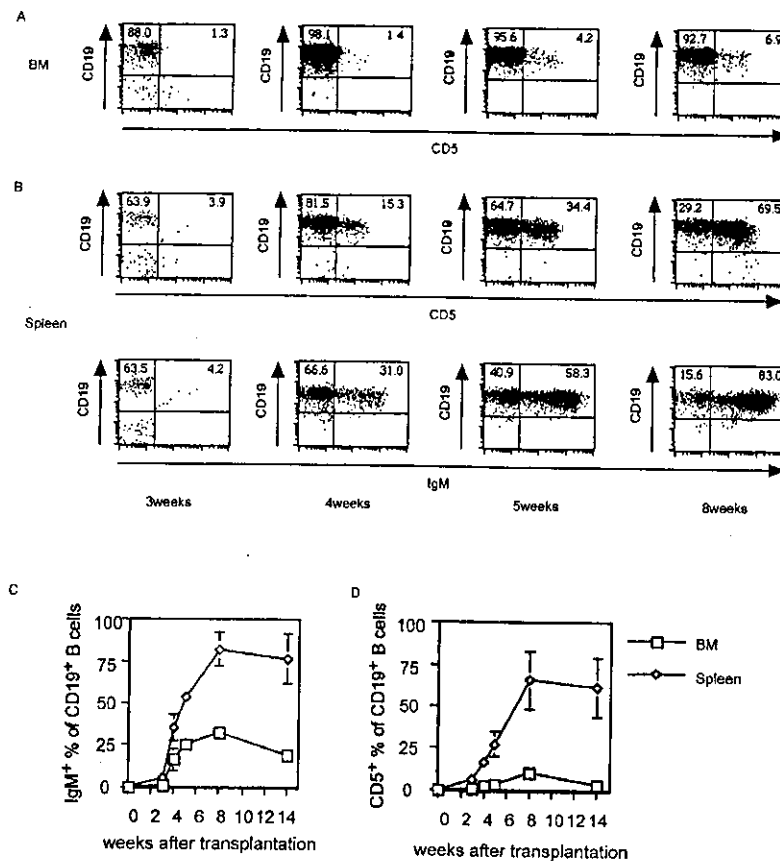 A
BM
CD19
88.0 1.3
CD19
98.1 1 4
CD19
95.6 4.2
CD19
92.7 6.9
CD5
B
Spleen
CD19
63.9 3.9
CD19
81.5 15.3
CD19
64.7 34.4
CD19
29.2 69.5
CD5
CD19
63.5 4.2
CD19
66.6 31.0
CD19
40.9 58.3
CD19
15.6 83.0
IgM
3weeks 4weeks 5weeks 8weeks
C
IgM+ % of CD19+ B cells
100
75
50
25
0
0 2 4 6 8 10 12 14
weeks after transplantation
D
CD5+ % of CD19+ B cells
100
75
50
25
0
0 2 4 6 8 10 12 14
weeks after transplantation
BM
Spleen